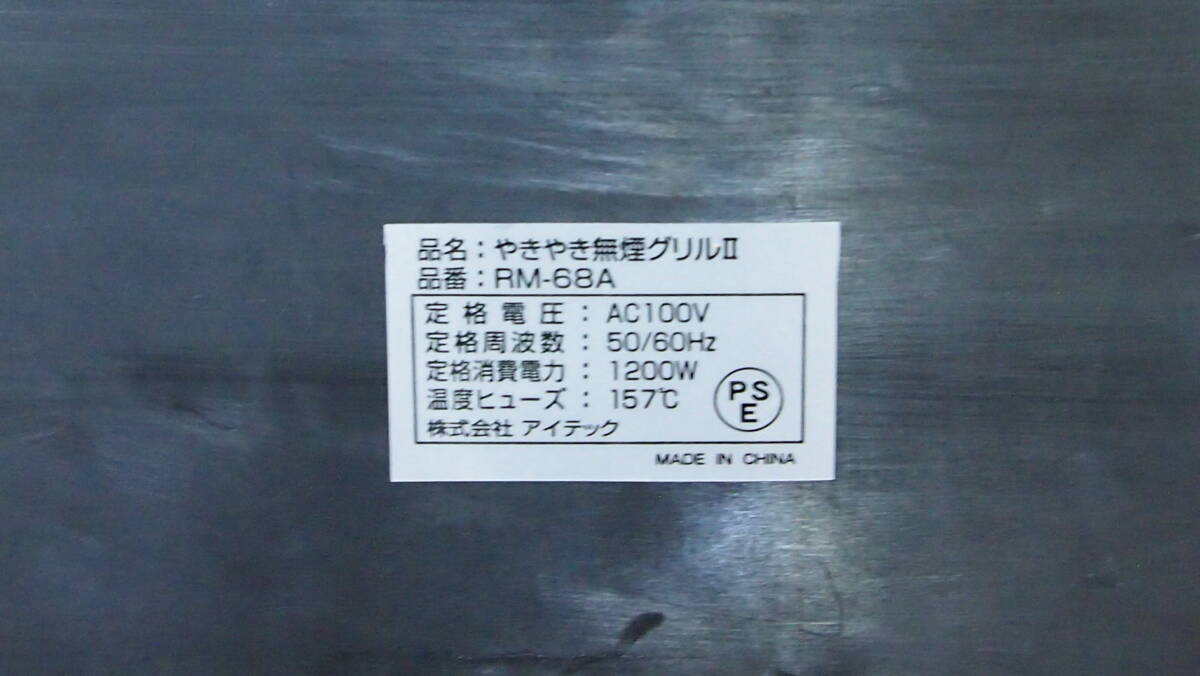 品名：やきやき無煙グリルⅡ
品番：RM-68A
定格電圧：AC100V
定格周波数：50/60Hz
定格消費電力：1200W
温度ヒューズ：157℃
PS
E
株式会社 アイテック
MADE IN CHINA